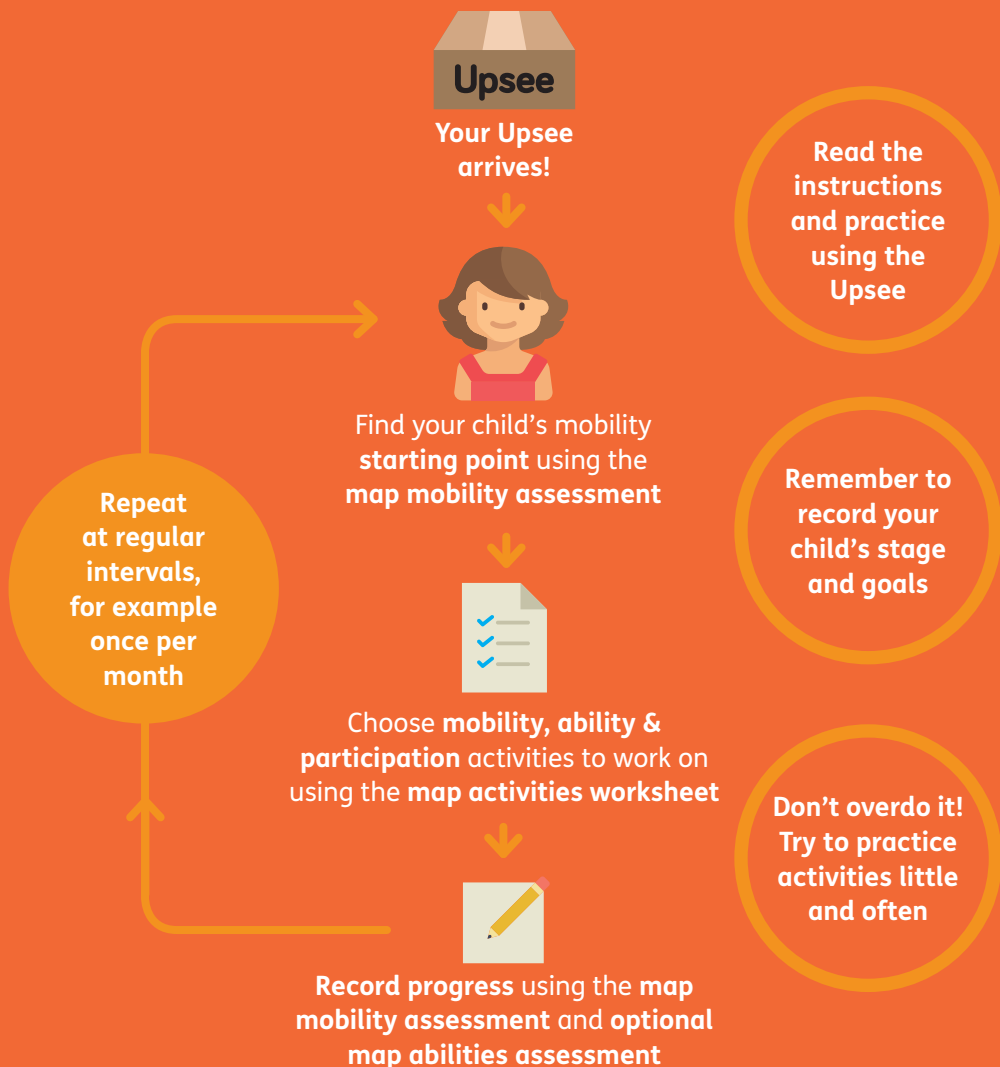 Upsee
Your Upsee
arrives!
Read the
instructions
and practice
using the
Upsee
Find your child’s mobility
starting point using the
map mobility assessment
Remember to
record your
child’s stage
and goals
Repeat
at regular
intervals,
for example
once per
month
Choose mobility, ability &
participation activities to work on
using the map activities worksheet
Don’t overdo it!
Try to practice
activities little
and often
Record progress using the map
mobility assessment and optional
map abilities assessment